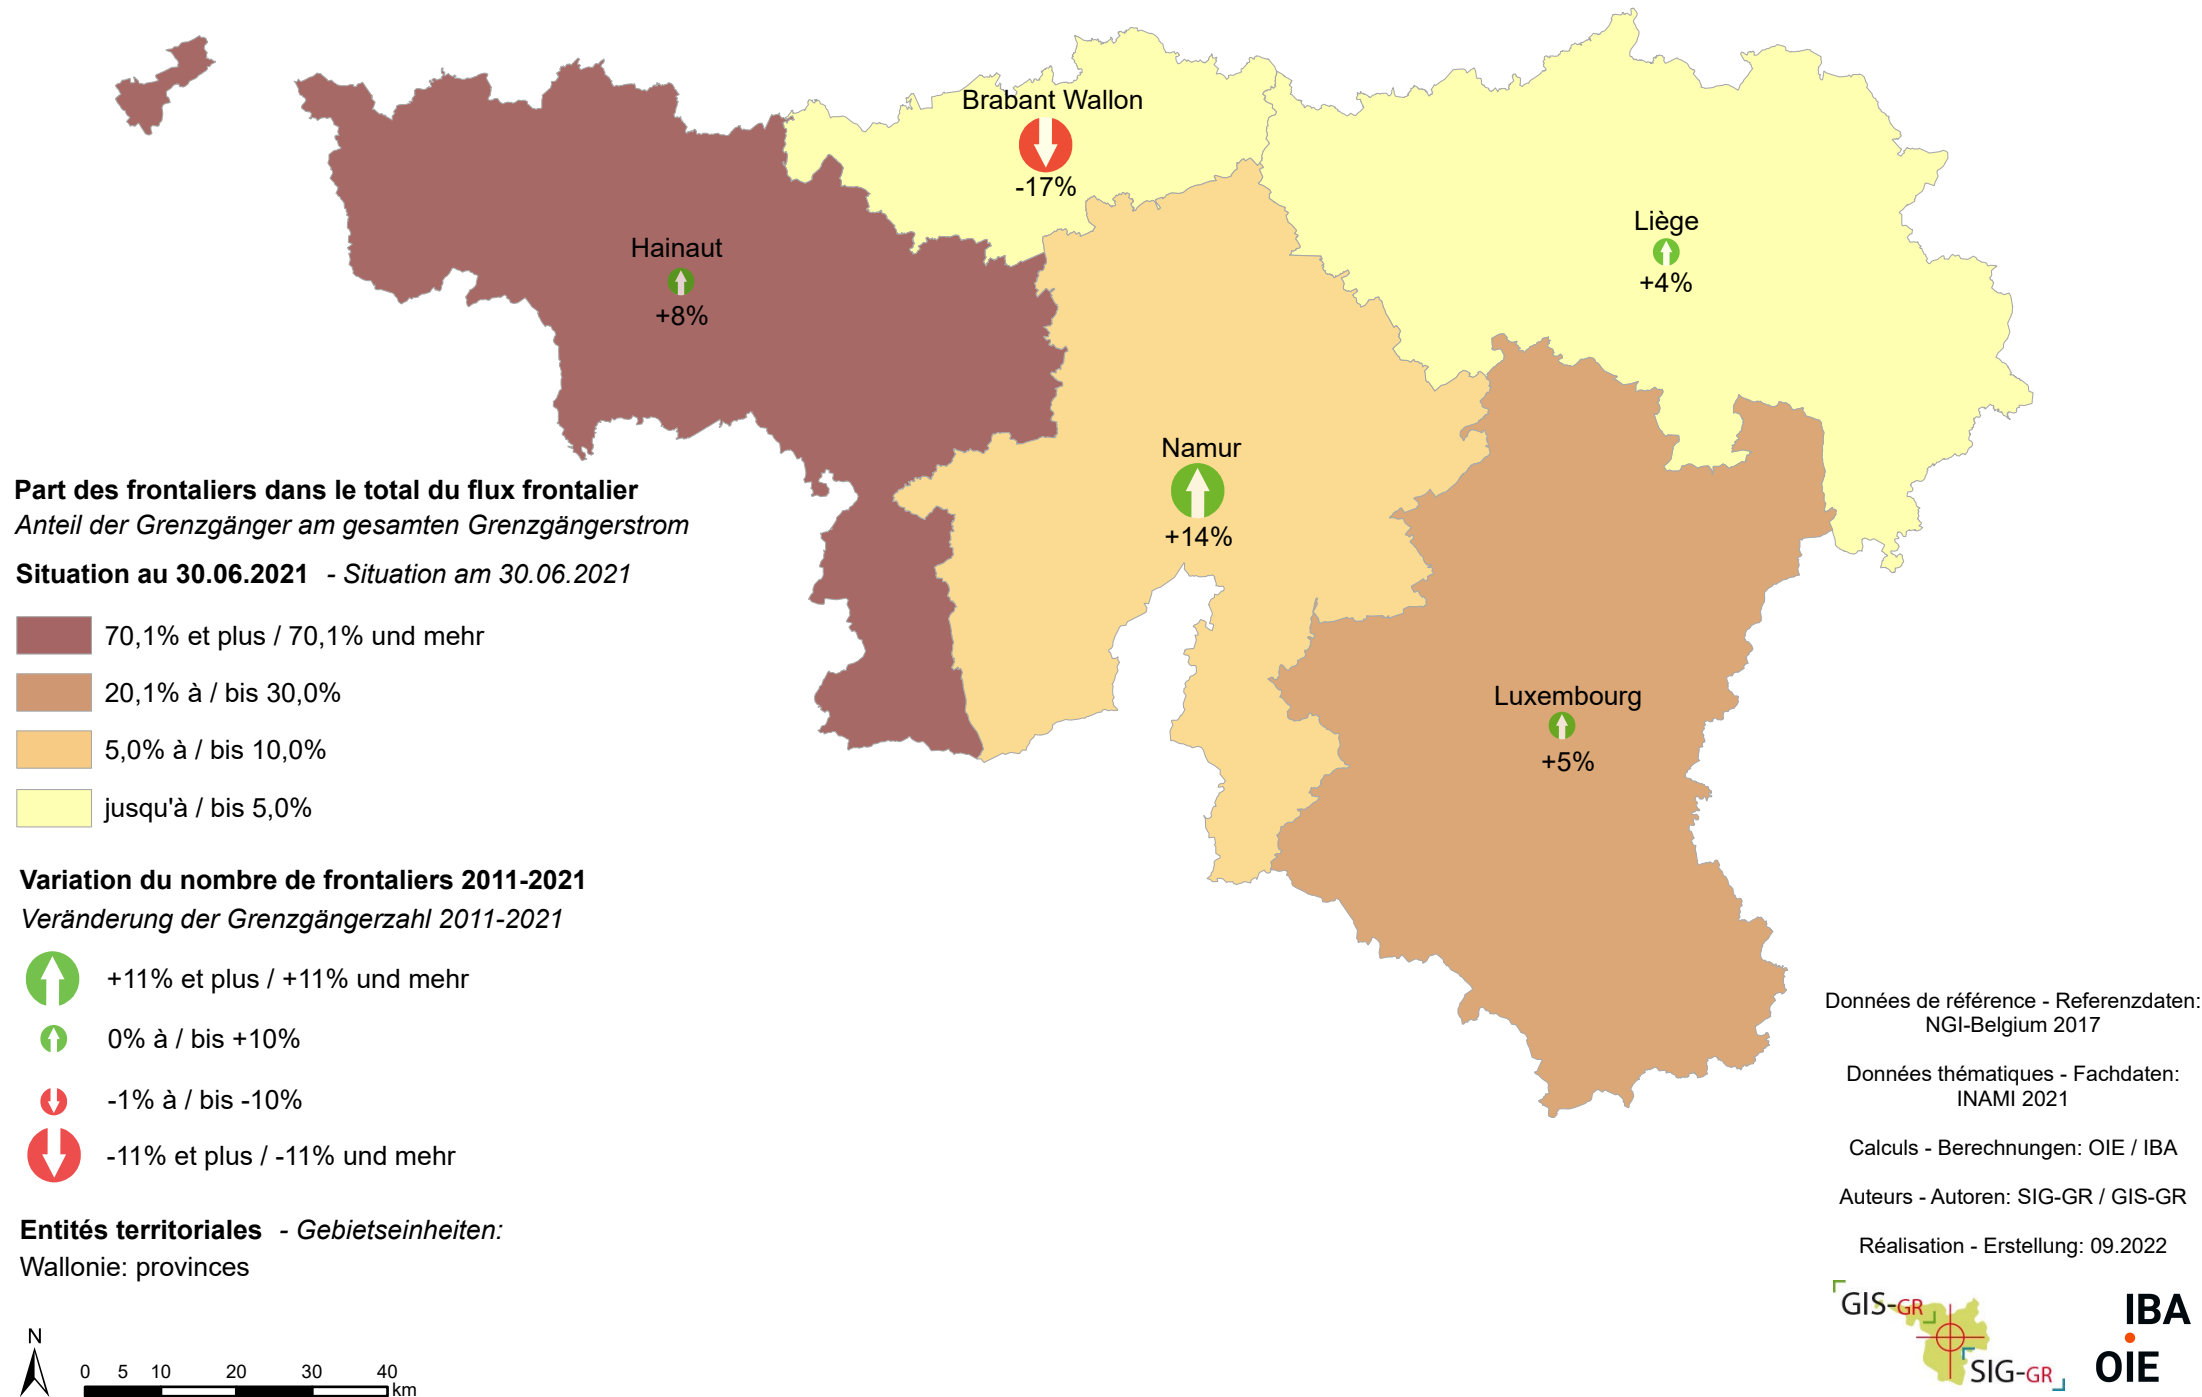 Brabant Wallon
-17%
Liège
+4%
Hainaut
+8%
Namur
+14%
Luxembourg
+5%
Part des frontaliers dans le total du flux frontalier
Anteil der Grenzgänger am gesamten Grenzgängerstrom
Situation au 30.06.2021 - Situation am 30.06.2021
70,1% et plus / 70,1% und mehr
20,1% à / bis 30,0%
5,0% à / bis 10,0%
jusqu'à / bis 5,0%
Variation du nombre de frontaliers 2011-2021
Veränderung der Grenzgängerzahl 2011-2021
+11% et plus / +11% und mehr
0% à / bis +10%
-1% à / bis -10%
-11% et plus / -11% und mehr
Entités territoriales - Gebietseinheiten:
Wallonie: provinces
N
0 5 10 20 30 40
km
Données de référence - Referenzdaten:
NGI-Belgium 2017
Données thématiques - Fachdaten:
INAMI 2021
Calculs - Berechnungen: OIE / IBA
Auteurs - Autoren: SIG-GR / GIS-GR
Réalisation - Erstellung: 09.2022
GIS-GR
SIG-GR
IBA
OIE